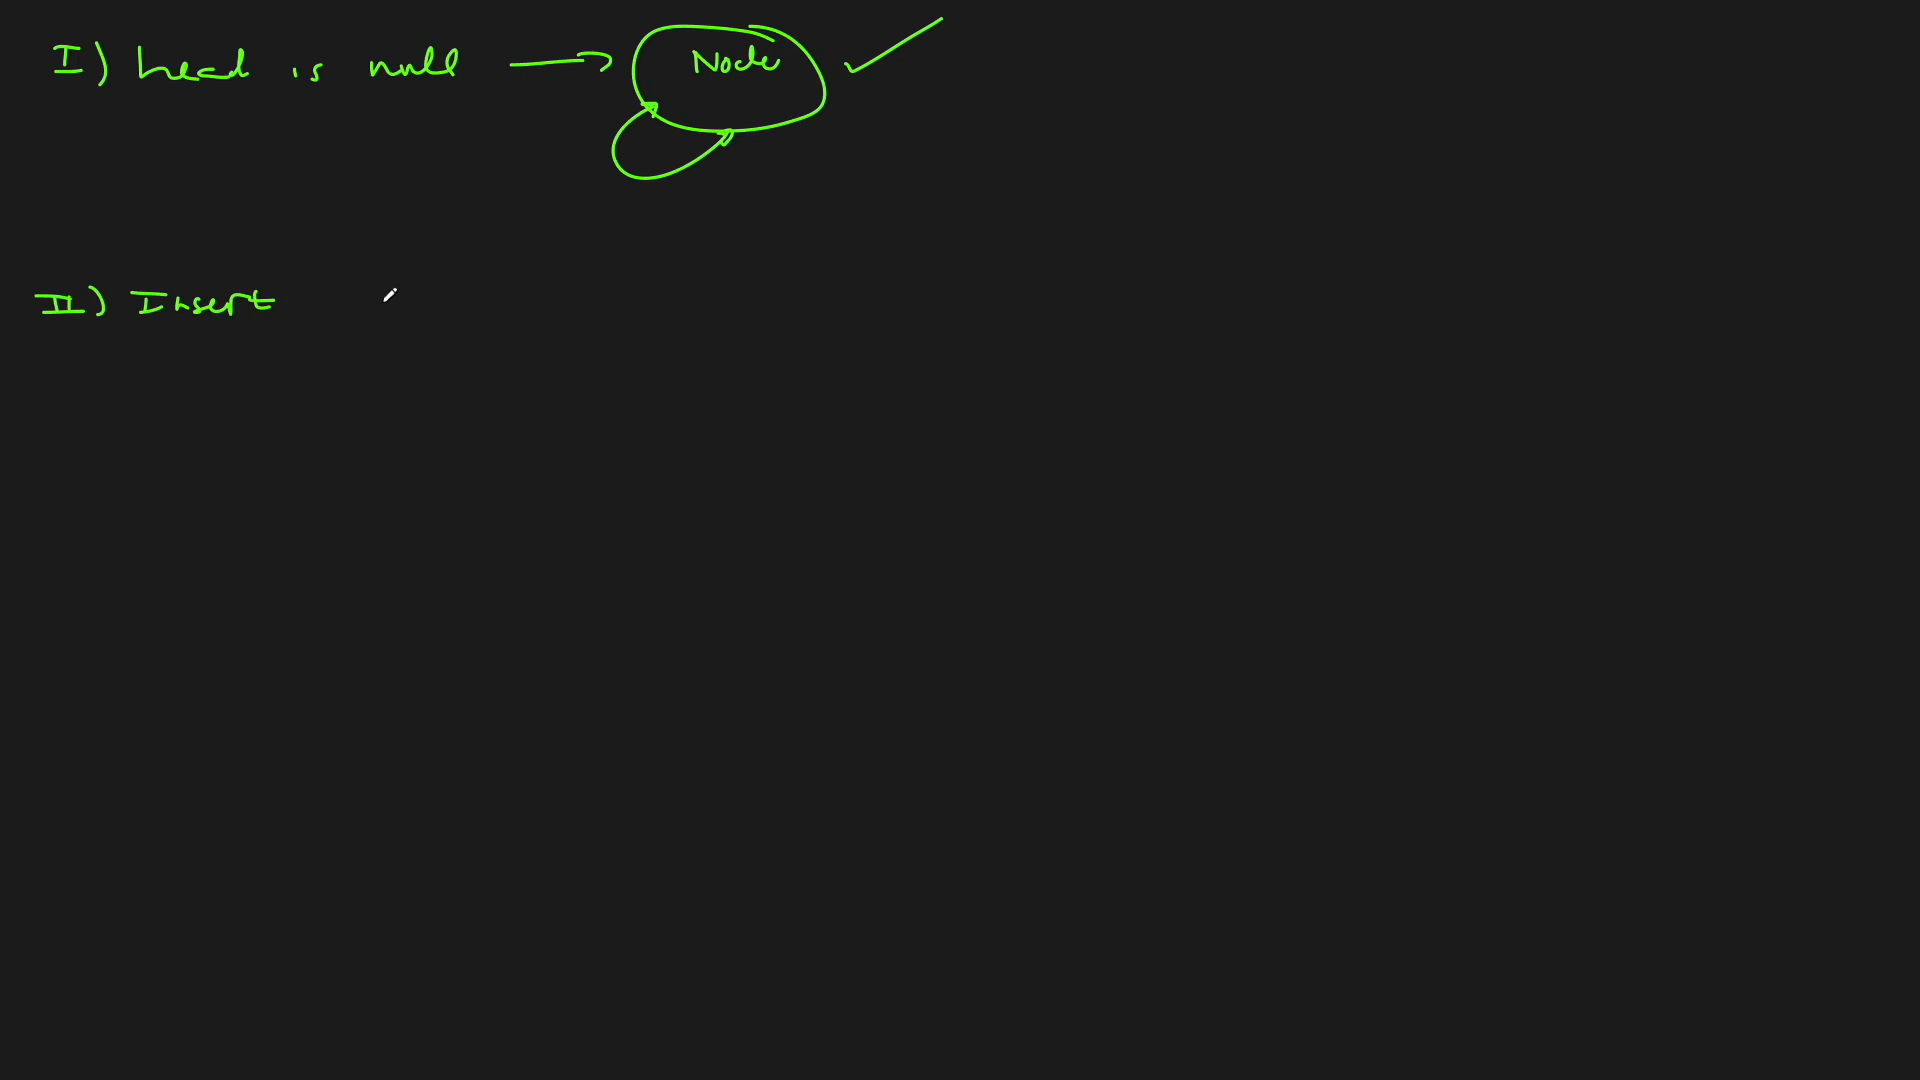 I) head is null → Node ✓
II) Insert